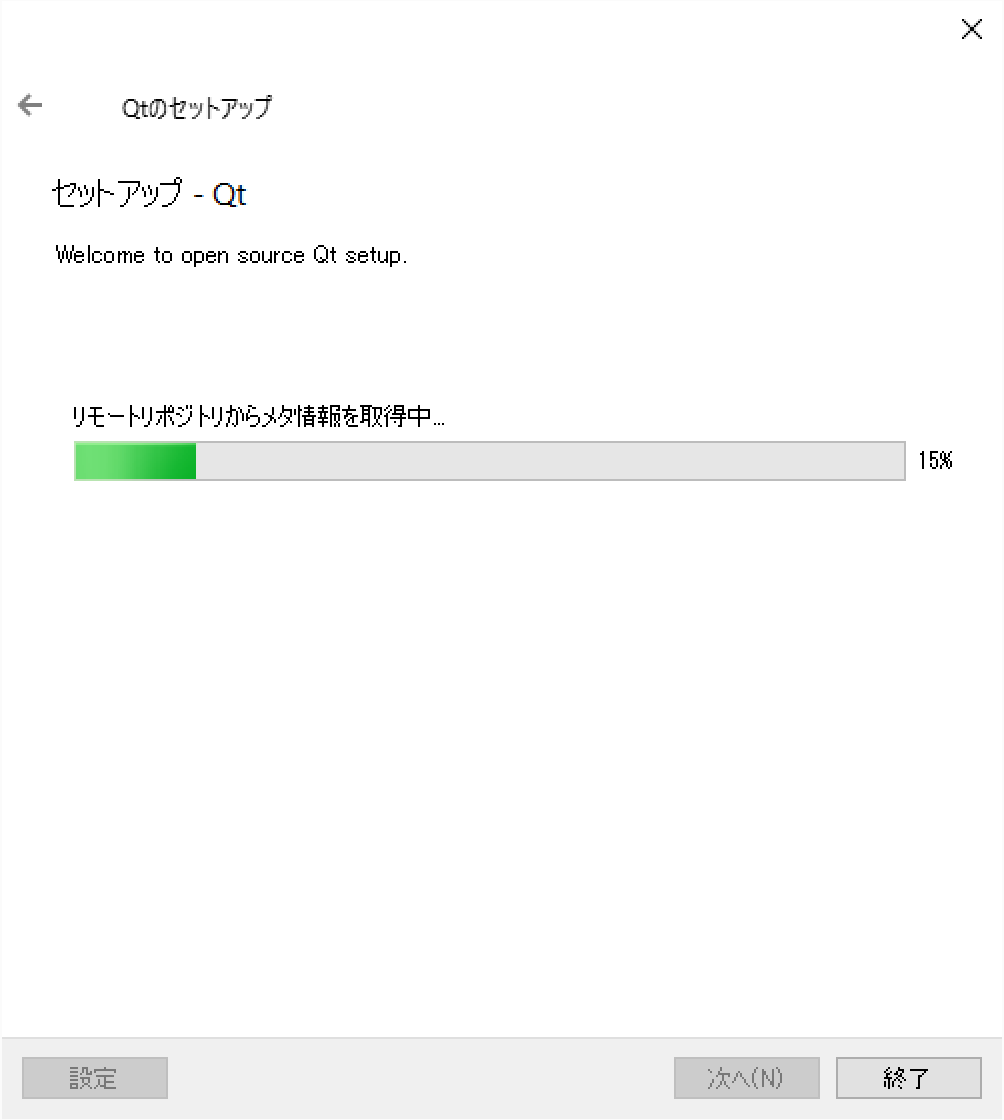 Qtのセットアップ
セットアップ - Qt
Welcome to open source Qt setup.
リモートリポジトリからメタ情報を取得中...
15%
設定
次へ(N)
終了